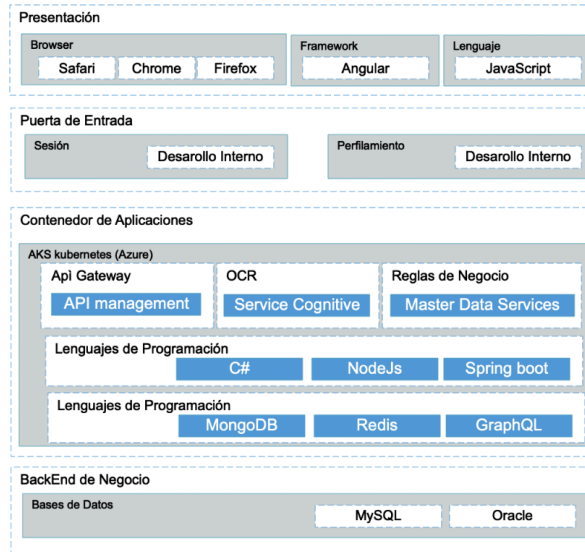 Presentación
Browser
Framework
Lenguaje
Safari
Chrome
Firefox
Angular
JavaScript
Puerta de Entrada
Sesión
Perfilamiento
Desarollo Interno
Desarollo Interno
Contenedor de Aplicaciones
AKS kubernetes (Azure)
Apì Gateway
OCR
Reglas de Negocio
API management
Service Cognitive
Master Data Services
Lenguajes de Programación
C#
NodeJs
Spring boot
Lenguajes de Programación
MongoDB
Redis
GraphQL
BackEnd de Negocio
Bases de Datos
MySQL
Oracle